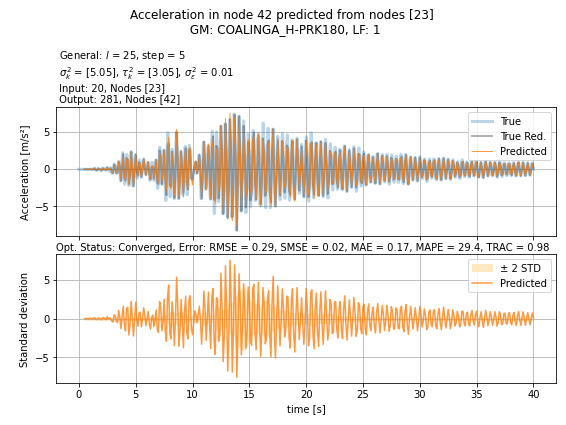 Acceleration in node 42 predicted from nodes [23]
GM: COALINGA_H-PRK180, LF: 1
General: l = 25, step = 5
σ²ₖ = [5.05], τ²ₖ = [3.05], σ²ε = 0.01
Input: 20, Nodes [23]
Output: 281, Nodes [42]
Acceleration [m/s²]
5
0
−5
True
True Red.
Predicted
Opt. Status: Converged, Error: RMSE = 0.29, SMSE = 0.02, MAE = 0.17, MAPE = 29.4, TRAC = 0.98
Standard deviation
5
0
−5
± 2 STD
Predicted
0 5 10 15 20 25 30 35 40
time [s]